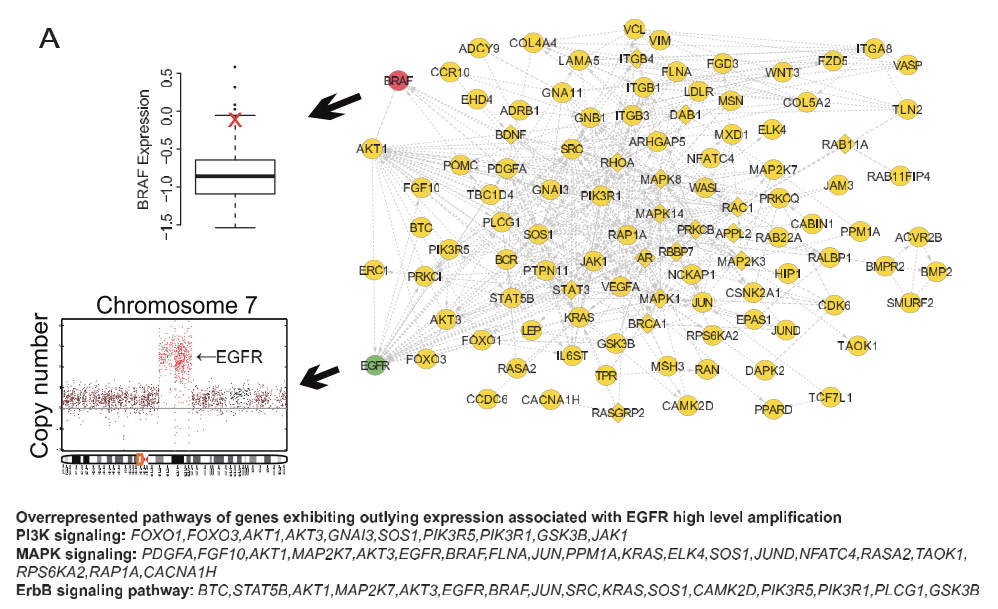 A
BRAF Expression
0.5
0.0
−0.5
−1.0
−1.5
Chromosome 7
Copy number
←EGFR
VCL
VIM
ADCY9
COL4A4
ITGA8
LAMA5
ITGB4
FZD5
VASP
CCR10
FLNA
FGD3
WNT3
BRAF
GNA11
ITGB1
LDLR
EHD4
MSN
COL5A2
ADRB1
TLN2
GNB1
ITGB3
DAB1
BDNF
MXD1
ELK4
AKT1
SRC
ARHGAP5
RAB11A
RHOA
NFATC4
POMC
PDGFA
MAP2K7
RAB11FIP4
FGF10
TBC1D4
GNAI3
PIK3R1
MAPK8
WASL
JAM3
PRKCQ
RAC1
MAPK14
BTC
PLCG1
SOS1
RAP1A
PRKCB
APPL2
RAB22A
CABIN1
PPM1A
ACVR2B
PIK3R5
RBBP7
AR
ERC1
PRKCI
BCR
PTPN11
JAK1
NCKAP1
MAP2K3
HIP1
RALBP1
BMPR2
BMP2
STAT5B
STAT3
VEGFA
MAPK1
JUN
CSNK2A1
CDK6
SMURF2
AKT3
LEP
KRAS
BRCA1
EPAS1
JUND
FOXO1
GSK3B
RPS6KA2
TAOK1
EGFR
FOXO3
RASA2
IL6ST
TPR
MSH3
RAN
DAPK2
CCDC6
CACNA1H
RASGRP2
CAMK2D
PPARD
TCF7L1
Overrepresented pathways of genes exhibiting outlying expression associated with EGFR high level amplification
PI3K signaling: FOXO1,FOXO3,AKT1,AKT3,GNAI3,SOS1,PIK3R5,PIK3R1,GSK3B,JAK1
MAPK signaling: PDGFA,FGF10,AKT1,MAP2K7,AKT3,EGFR,BRAF,FLNA,JUN,PPM1A,KRAS,ELK4,SOS1,JUND,NFATC4,RASA2,TAOK1,
RPS6KA2,RAP1A,CACNA1H
ErbB signaling pathway: BTC,STAT5B,AKT1,MAP2K7,AKT3,EGFR,BRAF,JUN,SRC,KRAS,SOS1,CAMK2D,PIK3R5,PIK3R1,PLCG1,GSK3B